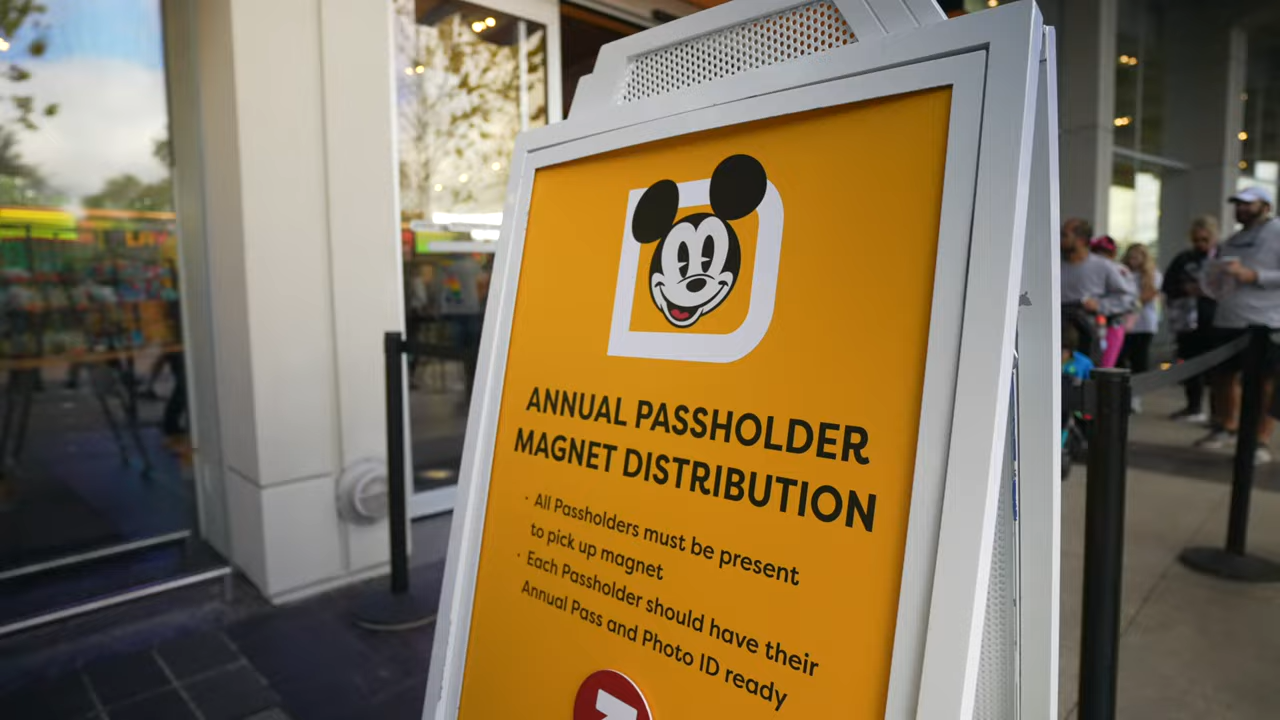 ANNUAL PASSHOLDER
MAGNET DISTRIBUTION
· All Passholders must be present
to pick up magnet
· Each Passholder should have their
Annual Pass and Photo ID ready